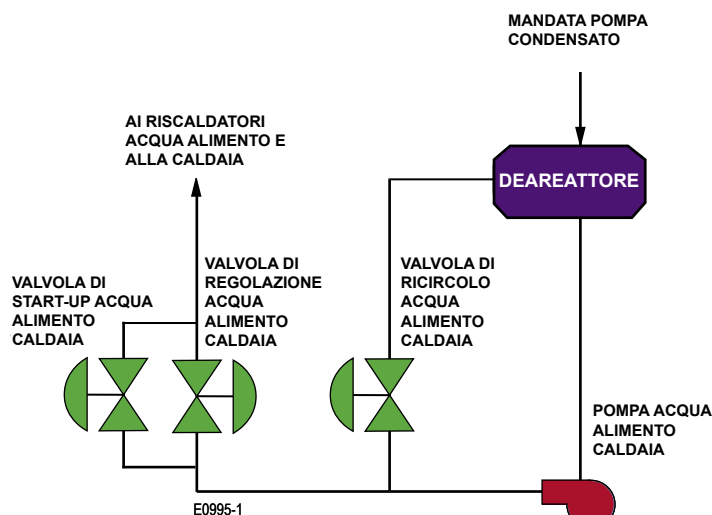 MANDATA POMPA
CONDENSATO
AI RISCALDATORI
ACQUA ALIMENTO E
ALLA CALDAIA
DEAREATTORE
VALVOLA DI
START-UP ACQUA
ALIMENTO
CALDAIA
VALVOLA DI
REGOLAZIONE
ACQUA
ALIMENTO
CALDAIA
VALVOLA DI
RICIRCOLO
ACQUA
ALIMENTO
CALDAIA
POMPA ACQUA
ALIMENTO
CALDAIA
E0995-1